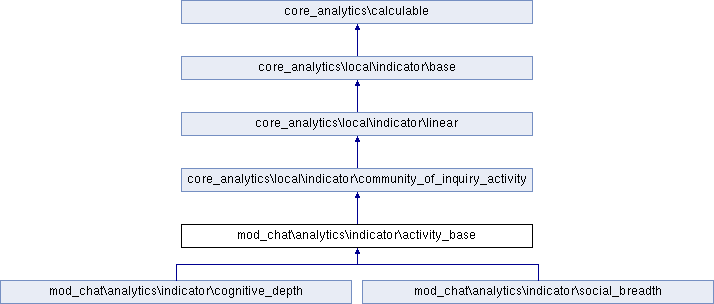 core_analytics\calculable
core_analytics\local\indicator\base
core_analytics\local\indicator\linear
core_analytics\local\indicator\community_of_inquiry_activity
mod_chat\analytics\indicator\activity_base
mod_chat\analytics\indicator\cognitive_depth
mod_chat\analytics\indicator\social_breadth